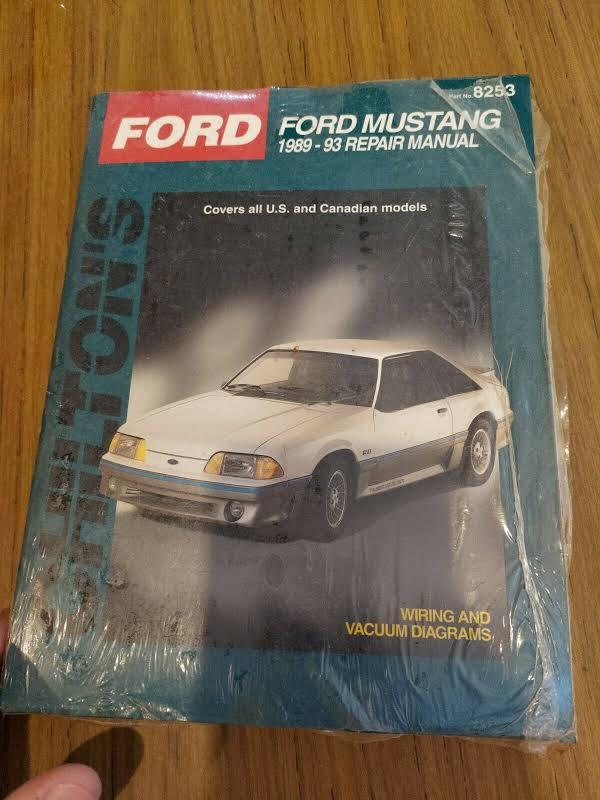 Part No. 8253
FORD
FORD MUSTANG
1989-93 REPAIR MANUAL
Covers all U.S. and Canadian models
CHILTON'S
GT
WIRING AND
VACUUM DIAGRAMS